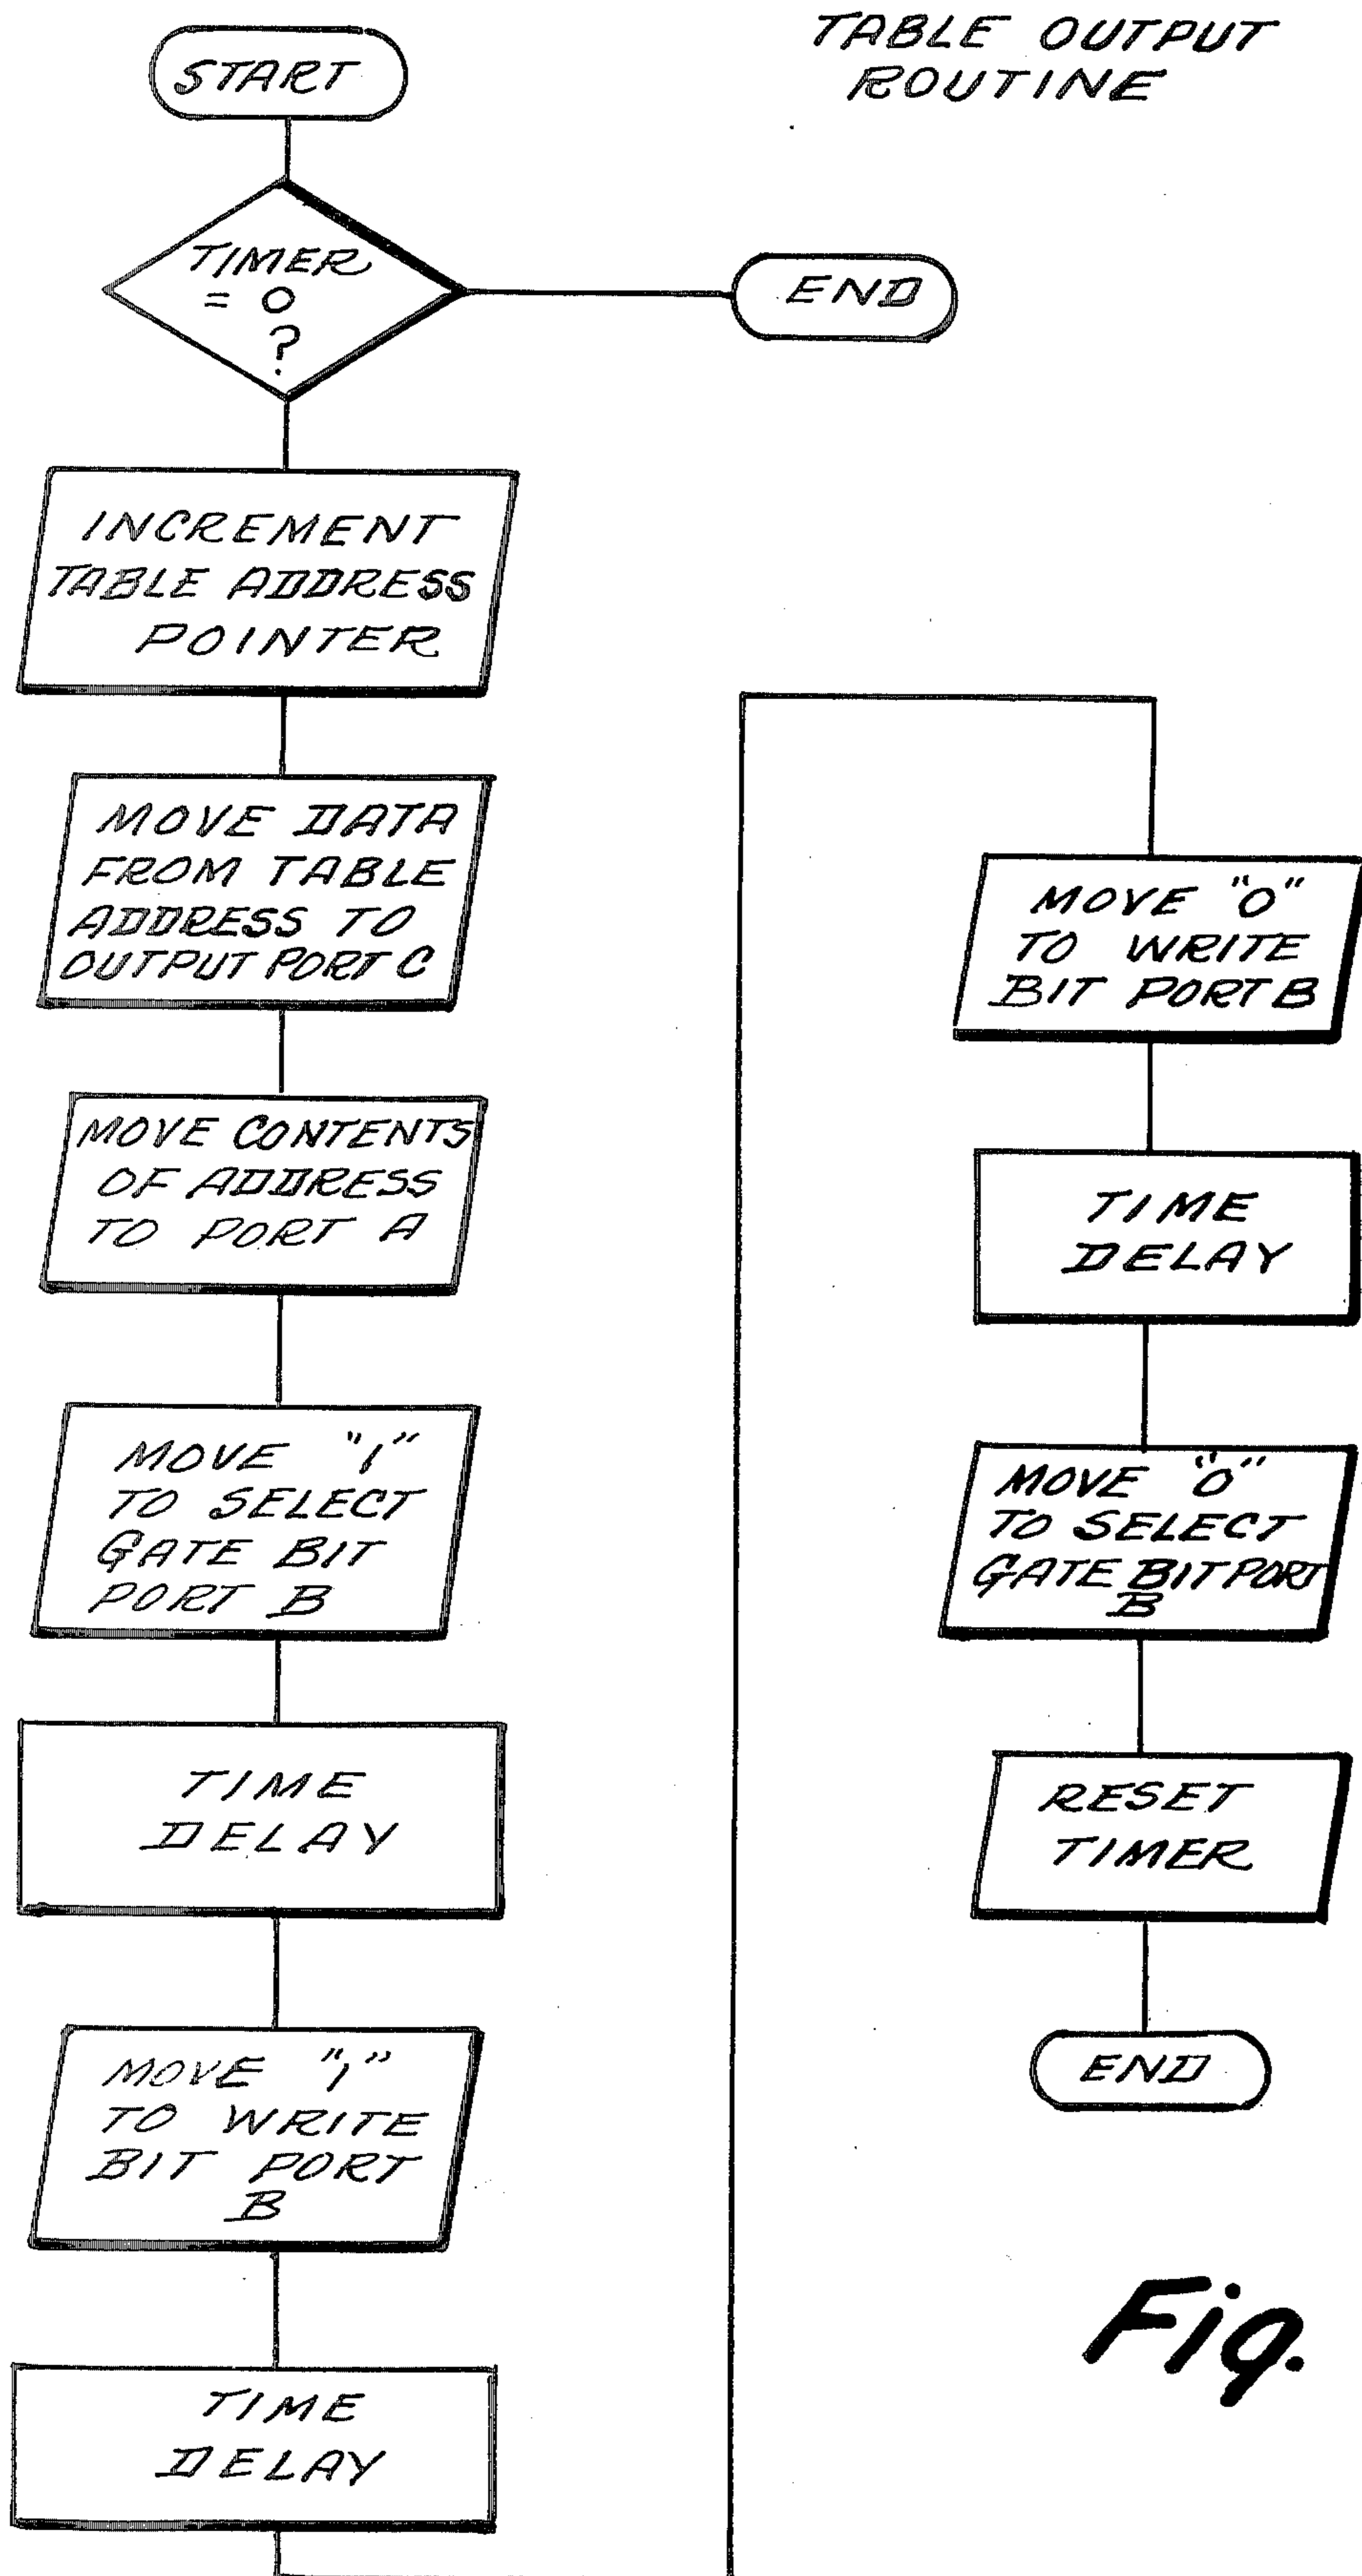 TABLE OUTPUT
ROUTINE
START
TIMER
= 0
?
END
INCREMENT
TABLE ADDRESS
POINTER
MOVE DATA
FROM TABLE
ADDRESS TO
OUTPUT PORT C
MOVE CONTENTS
OF ADDRESS
TO PORT A
MOVE "1"
TO SELECT
GATE BIT
PORT B
TIME
DELAY
MOVE "1"
TO WRITE
BIT PORT
B
TIME
DELAY
MOVE "0"
TO WRITE
BIT PORT B
TIME
DELAY
MOVE "0"
TO SELECT
GATE BIT PORT
B
RESET
TIMER
END
Fig.